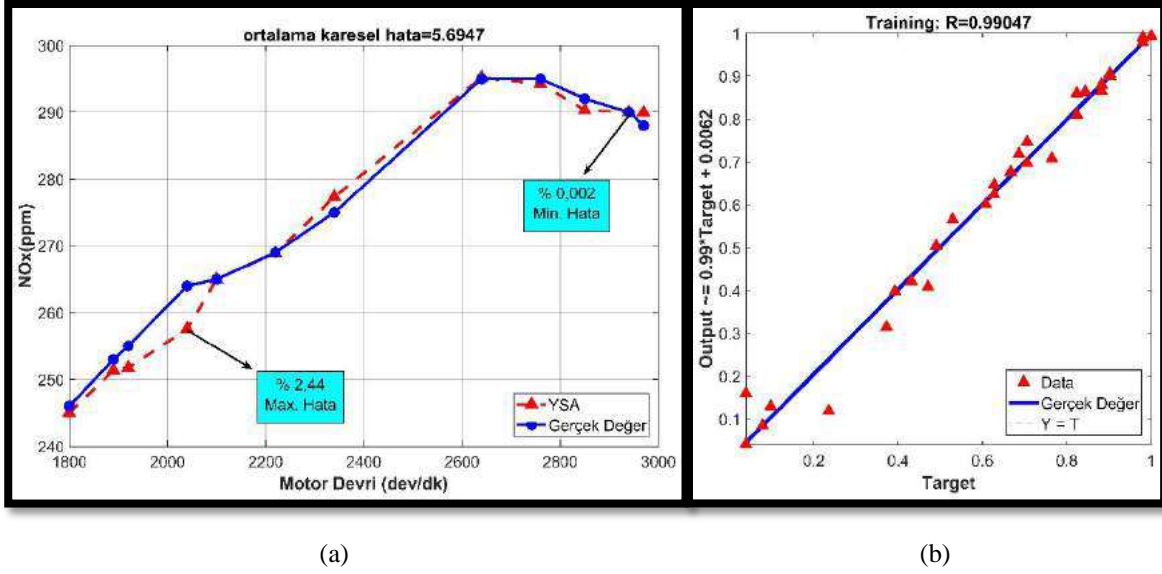 ortalama karesel hata=5.6947
300
290
280
270
260
250
240
NOx(ppm)
1800
2000
2200
2400
2600
2800
3000
Motor Devri (dev/dk)
% 0,002
Min. Hata
% 2,44
Max. Hata
YSA
Gerçek Değer
(a)
Training: R=0.99047
1
0.9
0.8
0.7
0.6
0.5
0.4
0.3
0.2
0.1
Output ~= 0.99*Target + 0.0062
0.2
0.4
0.6
0.8
1
Target
Data
Gerçek Değer
Y = T
(b)